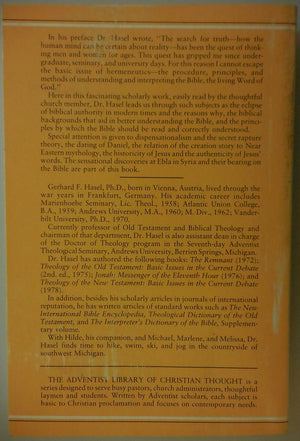 In his preface Dr. Hasel wrote, "The search for truth—how the
human mind can be certain about reality—has been the quest of think-
ing men and women for ages. This quest has gripped me since under-
graduate, seminary, and university days. For this reason I cannot escape
the basic issue of hermeneutics—the procedure, principles, and
methods of understanding and interpreting the Bible, the living Word of
God."
Here in this fascinating scholarly work, easily read by the thoughtful
church member, Dr. Hasel leads us through such subjects as the eclipse
of biblical authority in modern times and the reasons why, the biblical
backgrounds that aid in better understanding the Bible, and the princi-
ples by which the Bible should be read and correctly understood.
Special attention is given to dispensationalism and the secret rapture
theory, the dating of Daniel, the relation of the creation story to Near
Eastern mythology, the historicity of Jesus and the authenticity of Jesus'
words. The sensational discoveries at Ebla in Syria and their bearing on
the Bible are part of this book.
Gerhard F. Hasel, Ph.D., born in Vienna, Austria, lived through the
war years in Frankfurt, Germany. His academic career includes
Marienhoehe Seminary, Lic. Theol., 1958; Atlantic Union College,
B.A., 1959; Andrews University, M.A., 1960; M. Div., 1962; Vander-
bilt University, Ph.D., 1970.
Currently professor of Old Testament and Biblical Theology and
chairman of that department, Dr. Hasel is also assistant dean in charge
of the Doctor of Theology program in the Seventh-day Adventist
Theological Seminary, Andrews University, Berrien Springs, Michigan.
Dr. Hasel has authored the following books: The Remnant (1972);
Theology of the Old Testament: Basic Issues in the Current Debate
(2nd. ed., 1975); Jonah: Messenger of the Eleventh Hour (1976); and
Theology of the New Testament: Basic Issues in the Current Debate
(1978).
In addition, besides his scholarly articles in journals of international
reputation, he has written articles of standard works such as The New
International Bible Encyclopedia, Theological Dictionary of the Old
Testament, and The Interpreter's Dictionary of the Bible, Supplemen-
tary volume.
With Hilde, his companion, and Michael, Marlene, and Melissa, Dr.
Hasel finds time to hike, swim, ski, and jog in the countryside of
southwest Michigan.
THE ADVENTIST LIBRARY OF CHRISTIAN THOUGHT is a
series designed to serve busy pastors, church administrators, thoughtful
laymen and students. Written by Adventist scholars, each subject is
basic to Christian proclamation and focuses on contemporary needs.